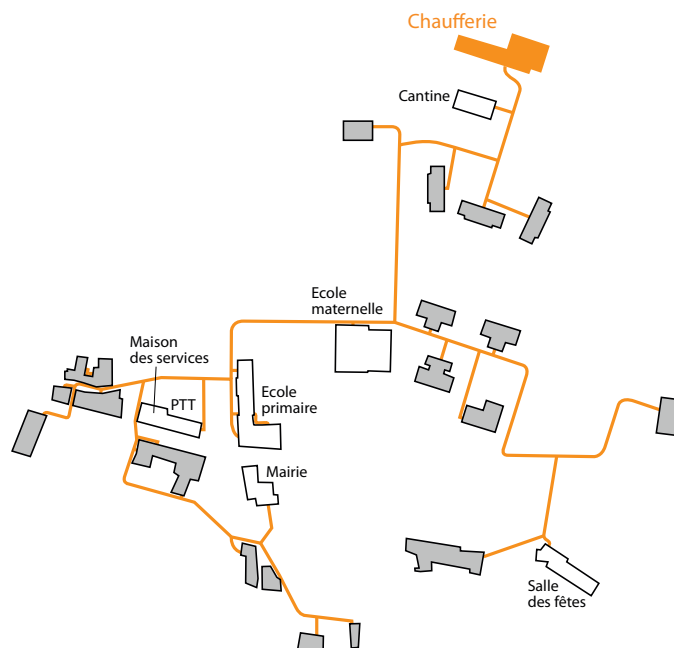 Chaufferie
Cantine
Ecole
maternelle
Maison
des services
PTT
Ecole
primaire
Mairie
Salle
des fêtes